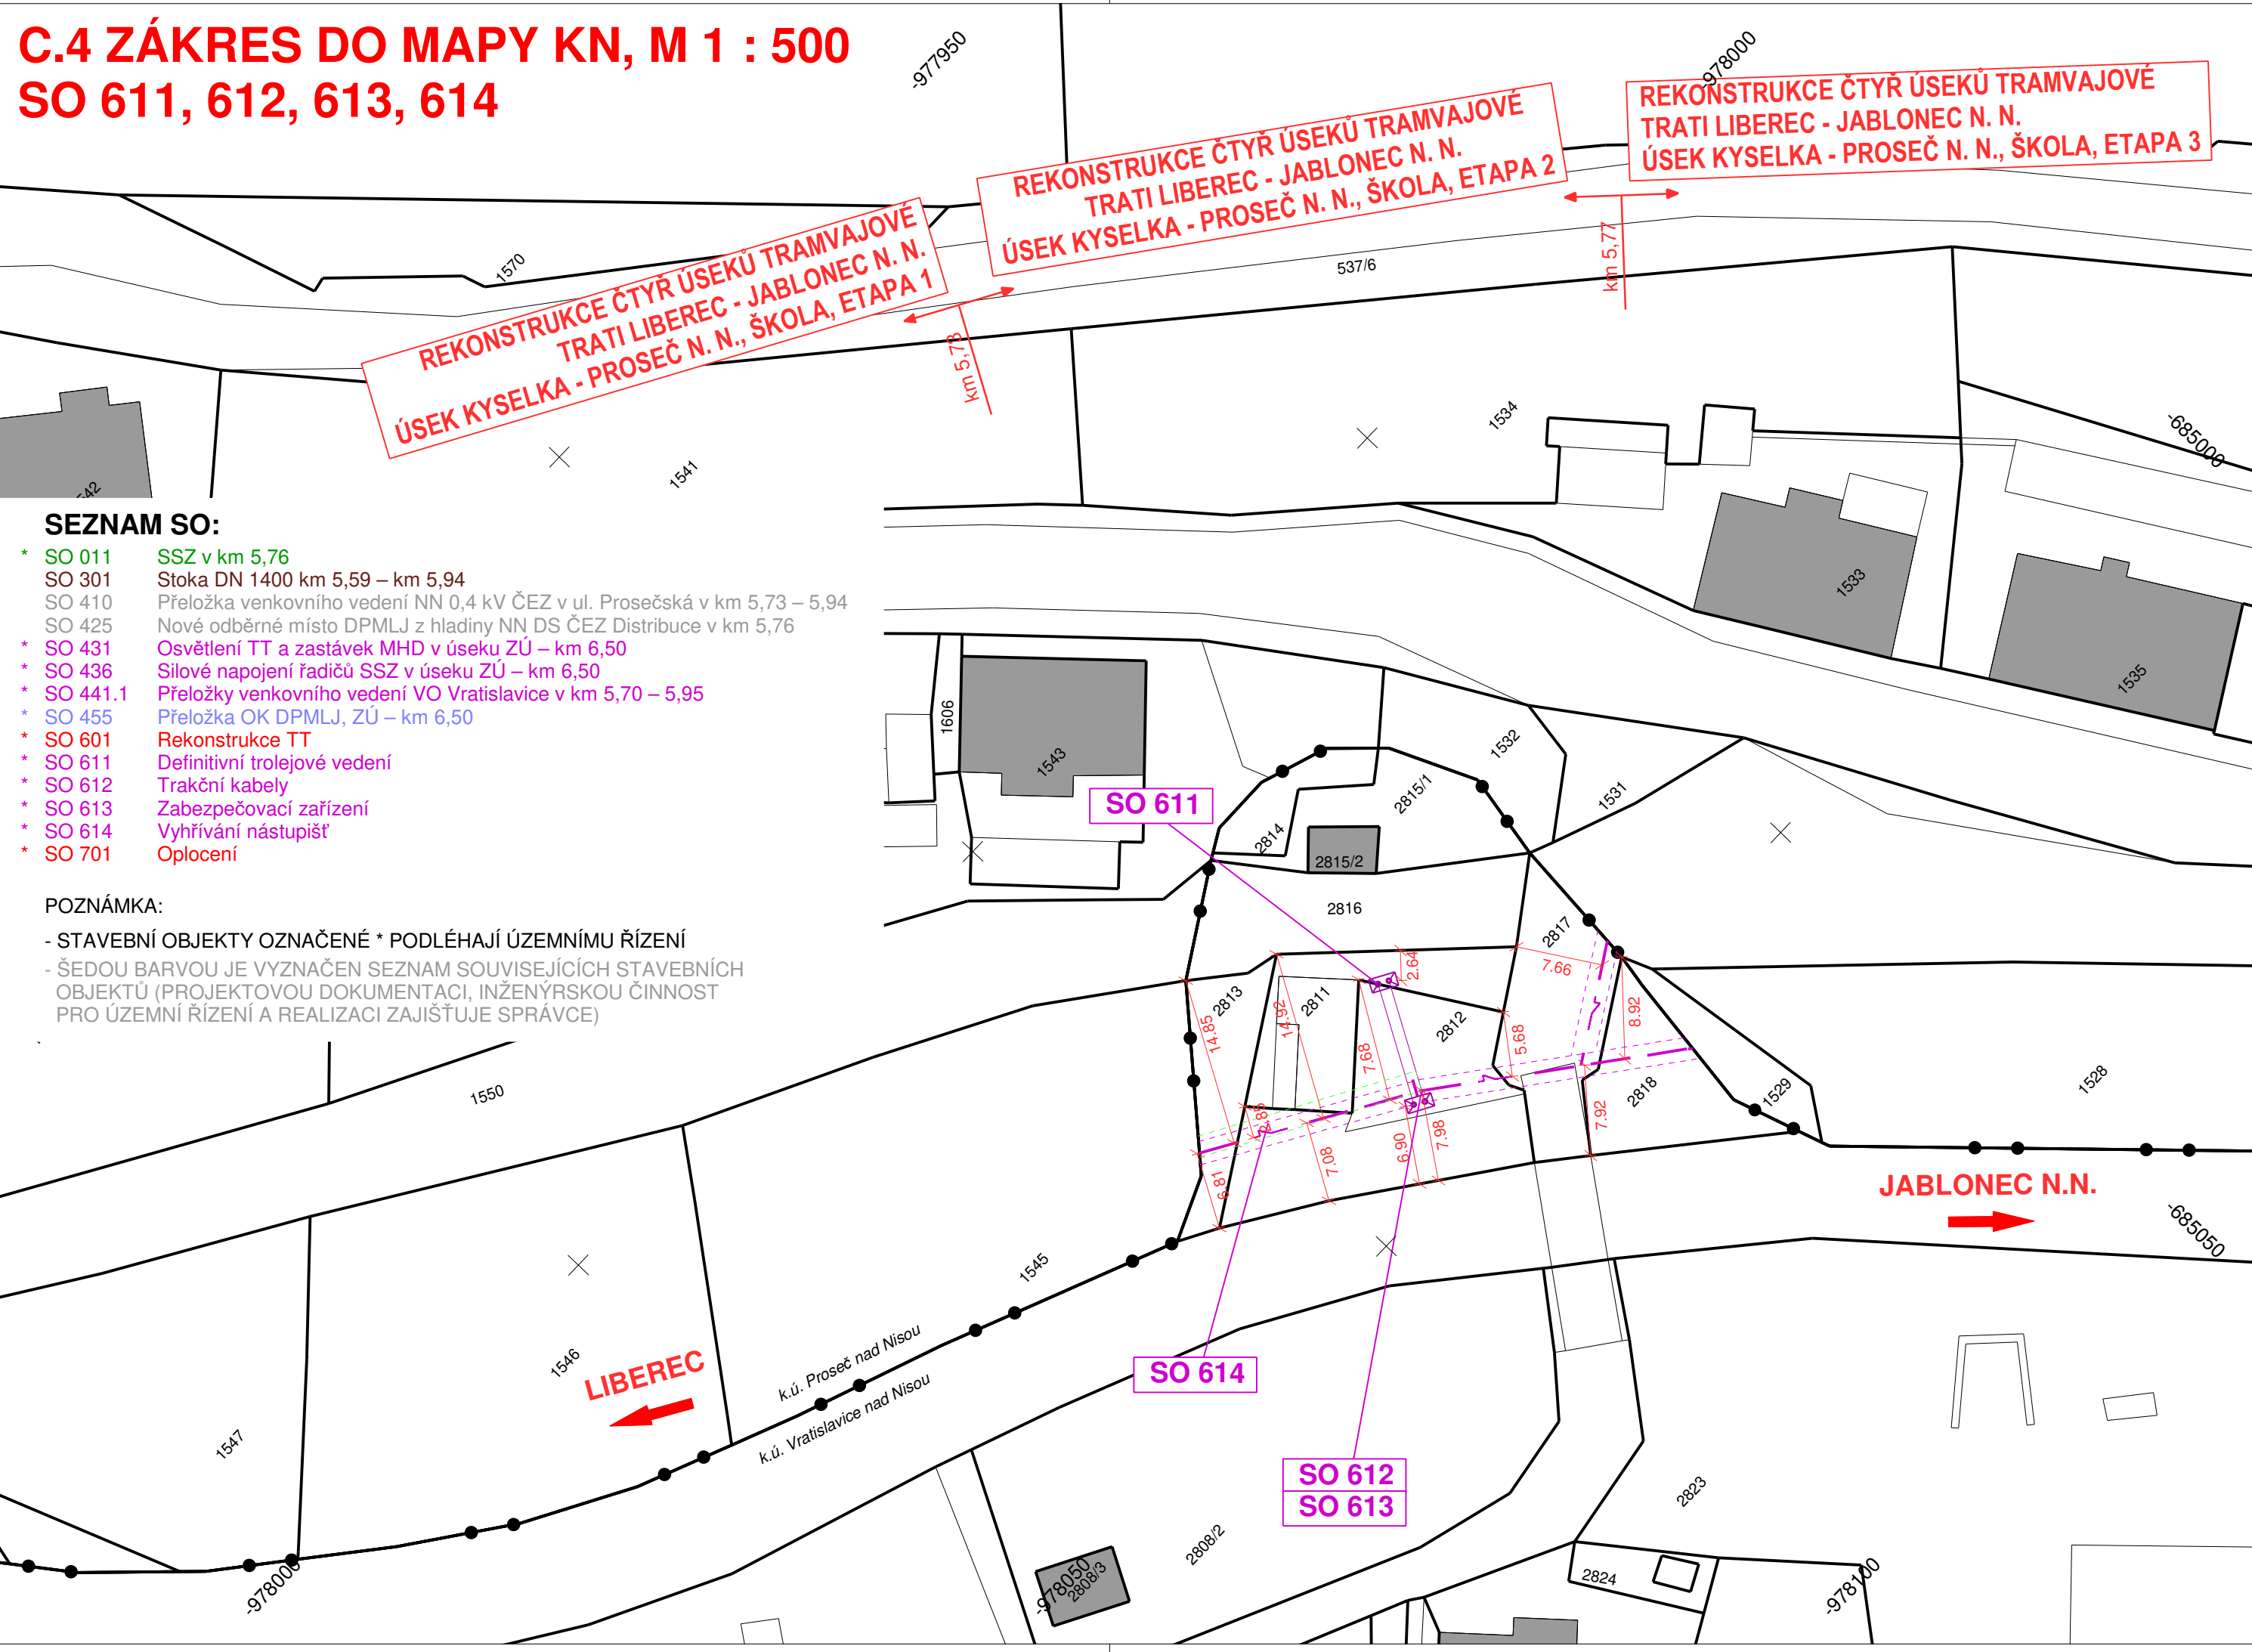 C.4 ZÁKRES DO MAPY KN, M 1 : 500
SO 611, 612, 613, 614
-977950
-978000
REKONSTRUKCE ČTYŘ ÚSEKŮ TRAMVAJOVÉ
TRATI LIBEREC - JABLONEC N. N.
ÚSEK KYSELKA - PROSEČ N. N., ŠKOLA, ETAPA 1
REKONSTRUKCE ČTYŘ ÚSEKŮ TRAMVAJOVÉ
TRATI LIBEREC - JABLONEC N. N.
ÚSEK KYSELKA - PROSEČ N. N., ŠKOLA, ETAPA 2
REKONSTRUKCE ČTYŘ ÚSEKŮ TRAMVAJOVÉ
TRATI LIBEREC - JABLONEC N. N.
ÚSEK KYSELKA - PROSEČ N. N., ŠKOLA, ETAPA 3
1570
537/6
km 5,77
km 5,73
1534
-685000
1541
542
SEZNAM SO:
* SO 011 SSZ v km 5,76
SO 301 Stoka DN 1400 km 5,59 – km 5,94
SO 410 Přeložka venkovního vedení NN 0,4 kV ČEZ v ul. Prosečská v km 5,73 – 5,94
SO 425 Nové odběrné místo DPMLJ z hladiny NN DS ČEZ Distribuce v km 5,76
* SO 431 Osvětlení TT a zastávek MHD v úseku ZÚ – km 6,50
* SO 436 Silové napojení řadičů SSZ v úseku ZÚ – km 6,50
* SO 441.1 Přeložky venkovního vedení VO Vratislavice v km 5,70 – 5,95
* SO 455 Přeložka OK DPMLJ, ZÚ – km 6,50
* SO 601 Rekonstrukce TT
* SO 611 Definitivní trolejové vedení
* SO 612 Trakční kabely
* SO 613 Zabezpečovací zařízení
* SO 614 Vyhřívání nástupišť
* SO 701 Oplocení
POZNÁMKA:
- STAVEBNÍ OBJEKTY OZNAČENÉ * PODLÉHAJÍ ÚZEMNÍMU ŘÍZENÍ
- ŠEDOU BARVOU JE VYZNAČEN SEZNAM SOUVISEJÍCÍCH STAVEBNÍCH
OBJEKTŮ (PROJEKTOVOU DOKUMENTACI, INŽENÝRSKOU ČINNOST
PRO ÚZEMNÍ ŘÍZENÍ A REALIZACI ZAJIŠŤUJE SPRÁVCE)
1533
1535
1606
1543
1532
1531
SO 611
2815/1
2814
2815/2
2816
2817
7.66
2.64
2813
2811
2812
14.85
14.92
7.68
5.68
8.92
2818
1529
1528
7.92
2.85
7.08
6.90
7.98
6.81
1550
JABLONEC N.N.
-685050
1545
1546
LIBEREC
k.ú. Proseč nad Nisou
k.ú. Vratislavice nad Nisou
SO 614
1547
SO 612
SO 613
2823
2808/2
2808/3
2824
-978000
-978050
-978100